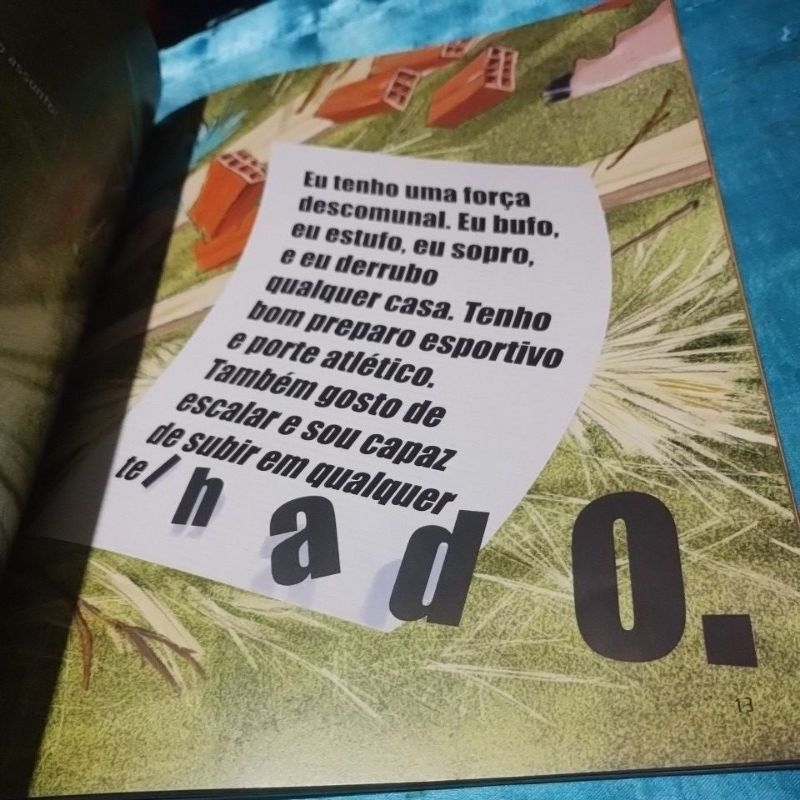 o assunto!
Eu tenho uma força
descomunal. Eu bufo,
eu estufo, eu sopro,
e eu derrubo
qualquer casa. Tenho
bom preparo esportivo
e porte atlético.
Também gosto de
escalar e sou capaz
de subir em qualquer
telhado.
13